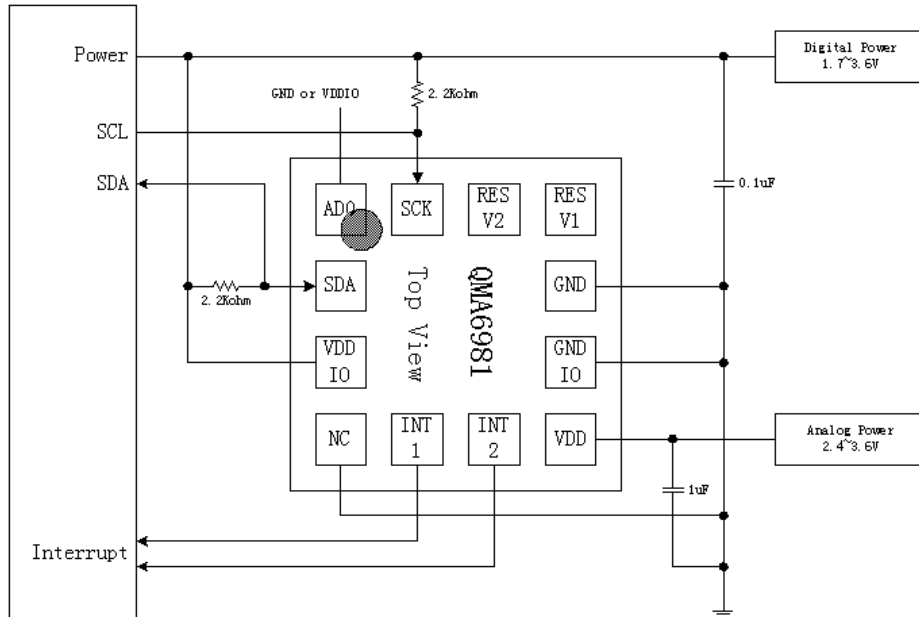 Power
Digital Power
1.7~3.6V
2.2Kohm
GND or VDDIO
SCL
SDA
0.1uF
AD0
SCK
RES
V2
RES
V1
SDA
2.2Kohm
Top View
QMA6981
GND
VDD
IO
GND
IO
NC
INT
1
INT
2
VDD
Analog Power
2.4~3.6V
1uF
Interrupt